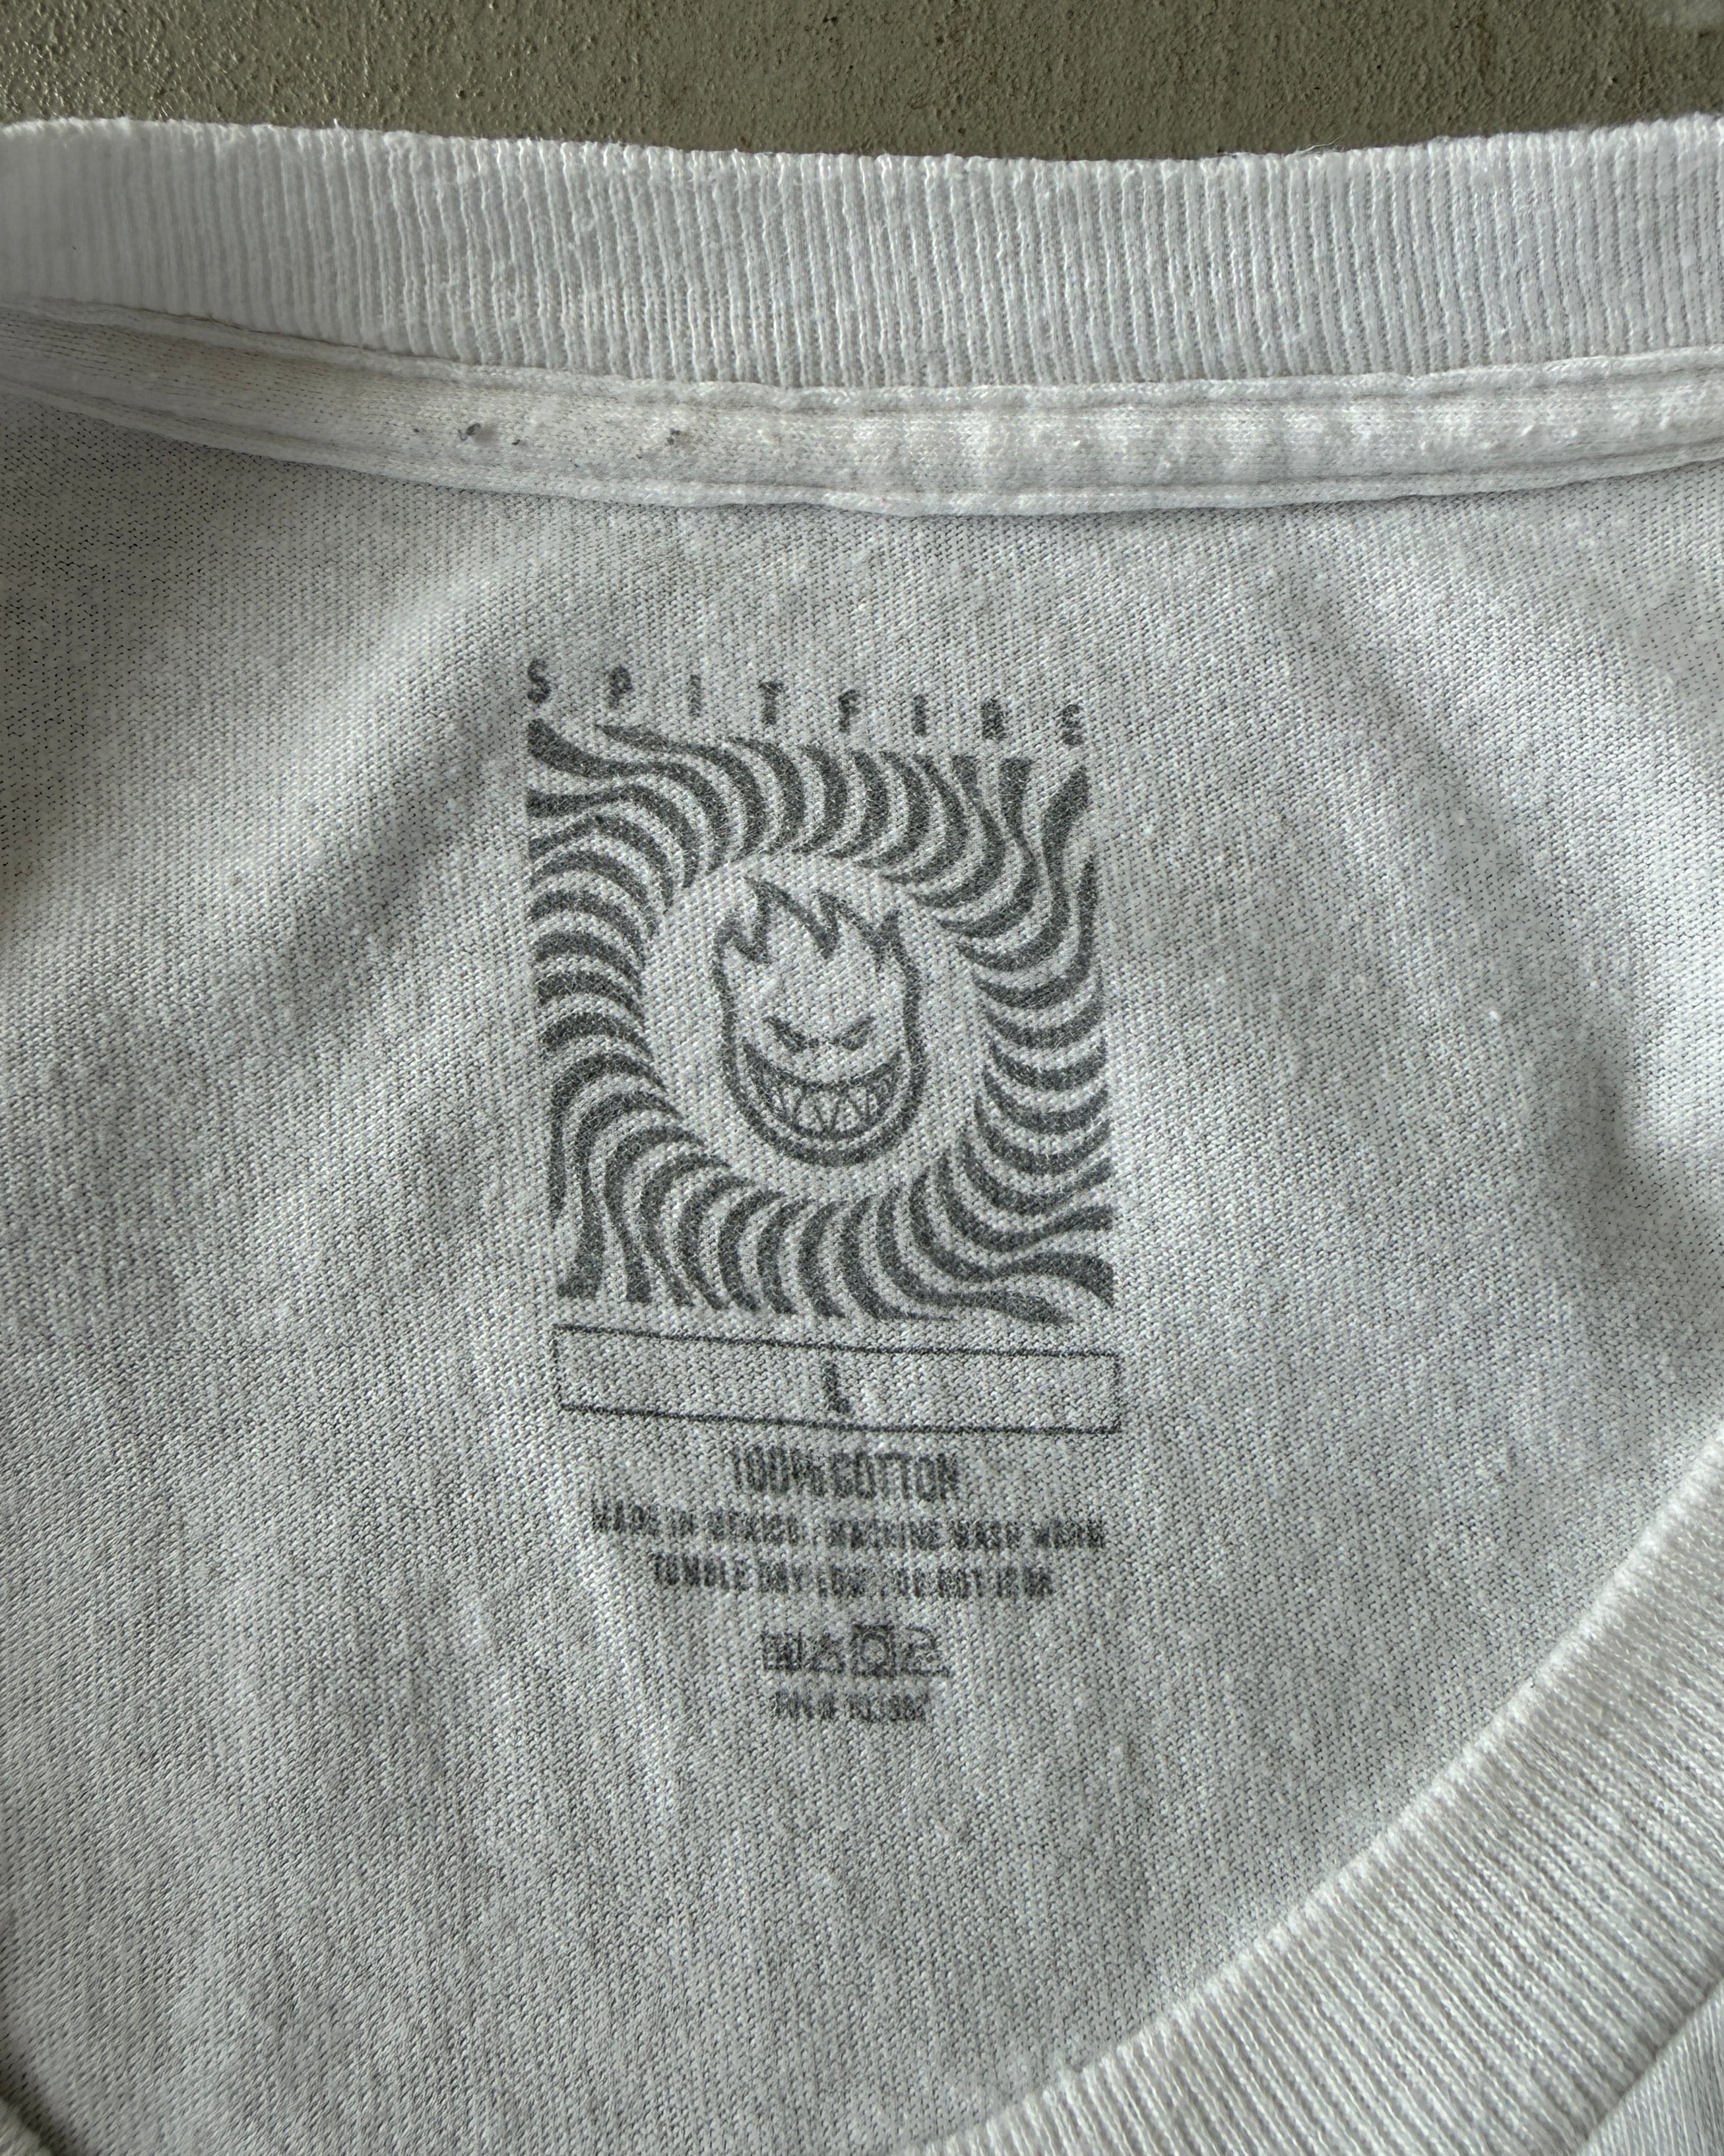 SPITFIRE
L
100% COTTON
MADE IN MEXICO / MACHINE WASH WARM
TUMBLE DRY LOW / DO NOT IRON